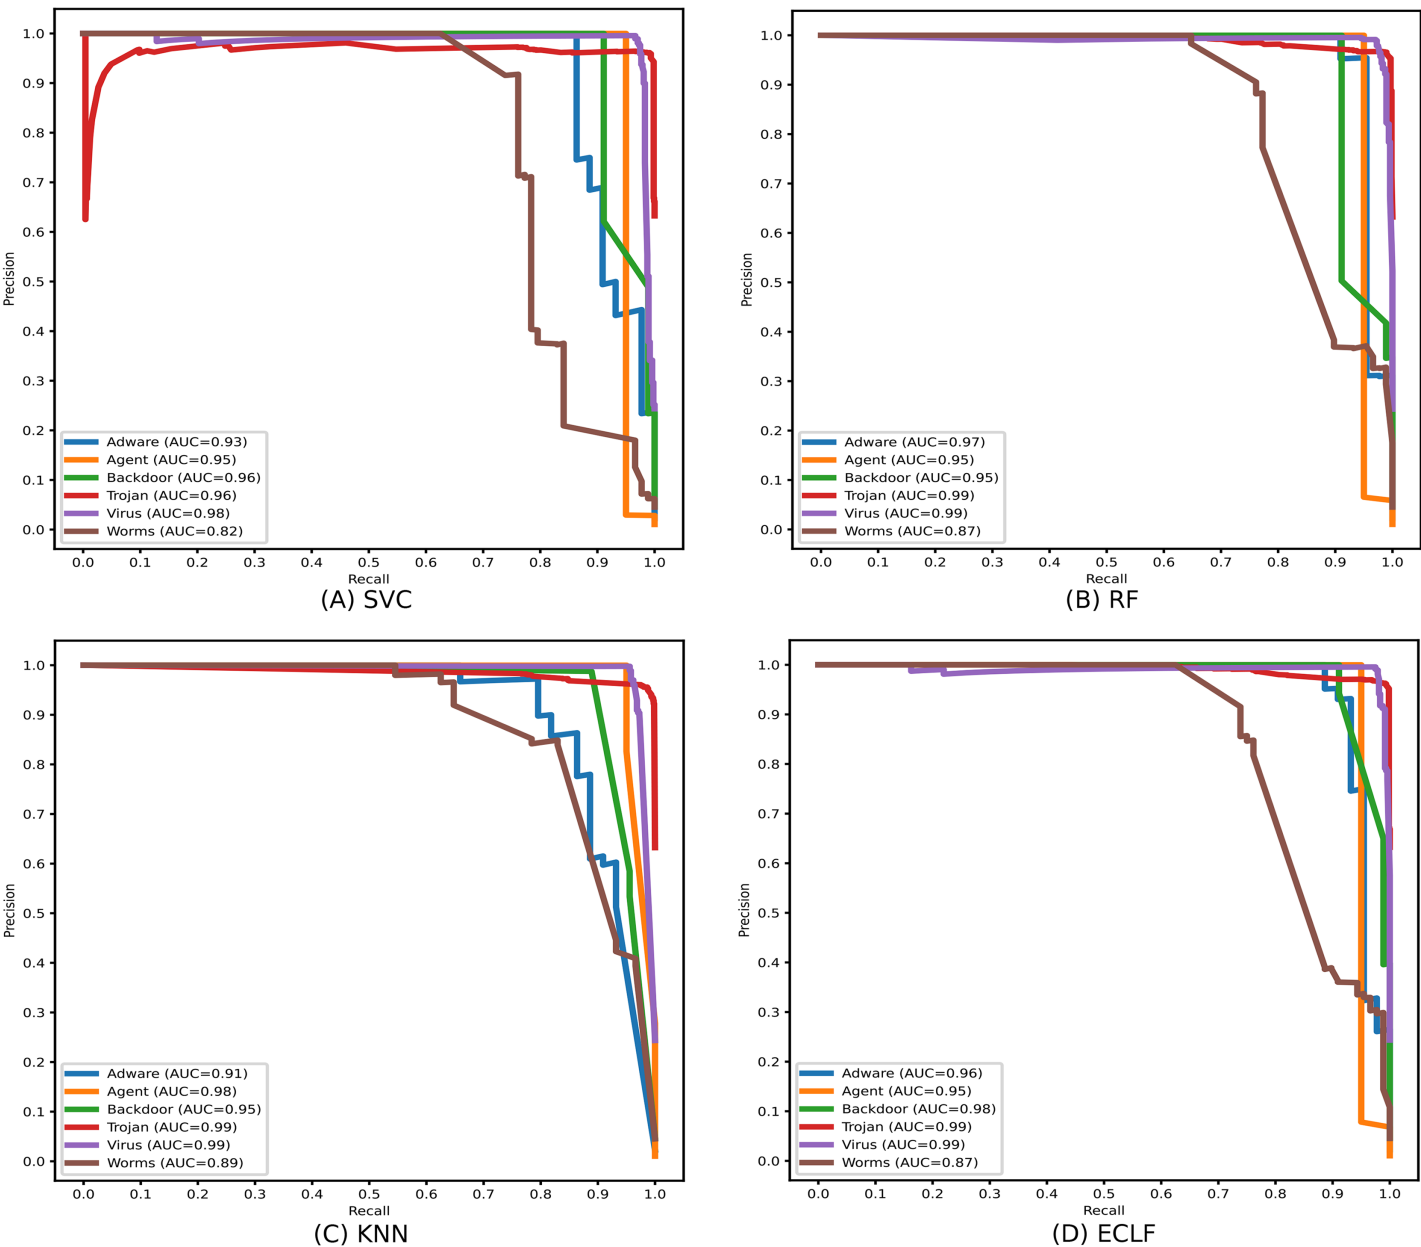 1.0
0.9
0.8
0.7
0.6
0.5
0.4
0.3
0.2
0.1
0.0
Precision
Adware (AUC=0.93)
Agent (AUC=0.95)
Backdoor (AUC=0.96)
Trojan (AUC=0.96)
Virus (AUC=0.98)
Worms (AUC=0.82)
0.0 0.1 0.2 0.3 0.4 0.5 0.6 0.7 0.8 0.9 1.0
Recall
(A) SVC
1.0
0.9
0.8
0.7
0.6
0.5
0.4
0.3
0.2
0.1
0.0
Precision
Adware (AUC=0.97)
Agent (AUC=0.95)
Backdoor (AUC=0.95)
Trojan (AUC=0.99)
Virus (AUC=0.99)
Worms (AUC=0.87)
0.0 0.1 0.2 0.3 0.4 0.5 0.6 0.7 0.8 0.9 1.0
Recall
(B) RF
1.0
0.9
0.8
0.7
0.6
0.5
0.4
0.3
0.2
0.1
0.0
Precision
Adware (AUC=0.91)
Agent (AUC=0.98)
Backdoor (AUC=0.95)
Trojan (AUC=0.99)
Virus (AUC=0.99)
Worms (AUC=0.89)
0.0 0.1 0.2 0.3 0.4 0.5 0.6 0.7 0.8 0.9 1.0
Recall
(C) KNN
1.0
0.9
0.8
0.7
0.6
0.5
0.4
0.3
0.2
0.1
0.0
Precision
Adware (AUC=0.96)
Agent (AUC=0.95)
Backdoor (AUC=0.98)
Trojan (AUC=0.99)
Virus (AUC=0.99)
Worms (AUC=0.87)
0.0 0.1 0.2 0.3 0.4 0.5 0.6 0.7 0.8 0.9 1.0
Recall
(D) ECLF